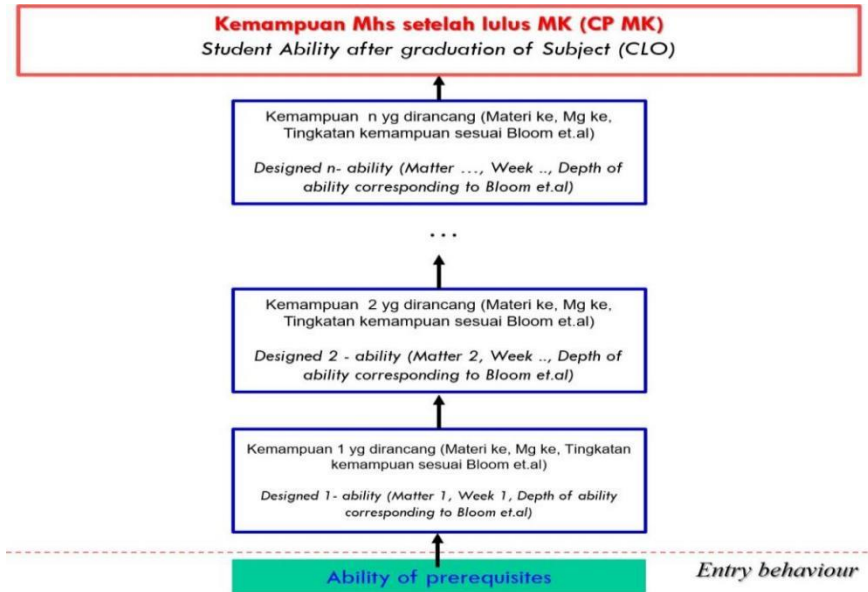 Kemampuan Mhs setelah lulus MK (CP MK)
Student Ability after graduation of Subject (CLO)
Kemampuan n yg dirancang (Materi ke, Mg ke,
Tingkatan kemampuan sesuai Bloom et.al)
Designed n- ability (Matter ..., Week .., Depth of
ability corresponding to Bloom et.al)
...
Kemampuan 2 yg dirancang (Materi ke, Mg ke,
Tingkatan kemampuan sesuai Bloom et.al)
Designed 2 - ability (Matter 2, Week .., Depth of
ability corresponding to Bloom et.al)
Kemampuan 1 yg dirancang (Materi ke, Mg ke, Tingkatan
kemampuan sesuai Bloom et.al)
Designed 1- ability (Matter 1, Week 1, Depth of ability
corresponding to Bloom et.al)
Ability of prerequisites
Entry behaviour